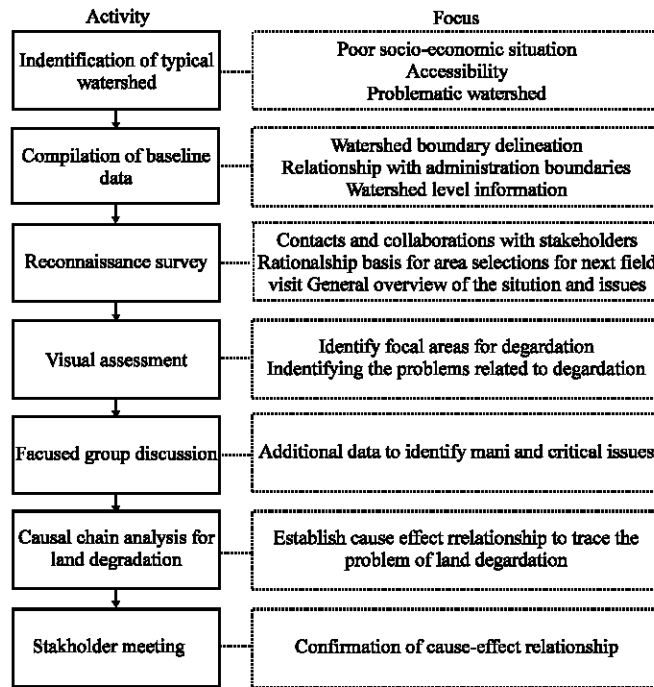 Activity
Focus
Indentification of typical
watershed
Poor socio-economic situation
Accessibility
Problematic watershed
Compilation of baseline
data
Watershed boundary delineation
Relationship with administration boundaries
Watershed level information
Reconnaissance survey
Contacts and collaborations with stakeholders
Rationalship basis for area selections for next field
visit General overview of the sitution and issues
Visual assessment
Identify focal areas for degardation
Indentifying the problems related to degardation
Facused group discussion
Additional data to identify mani and critical issues
Causal chain analysis for
land degradation
Establish cause effect rrelationship to trace the
problem of land degardation
Stakholder meeting
Confirmation of cause-effect relationship